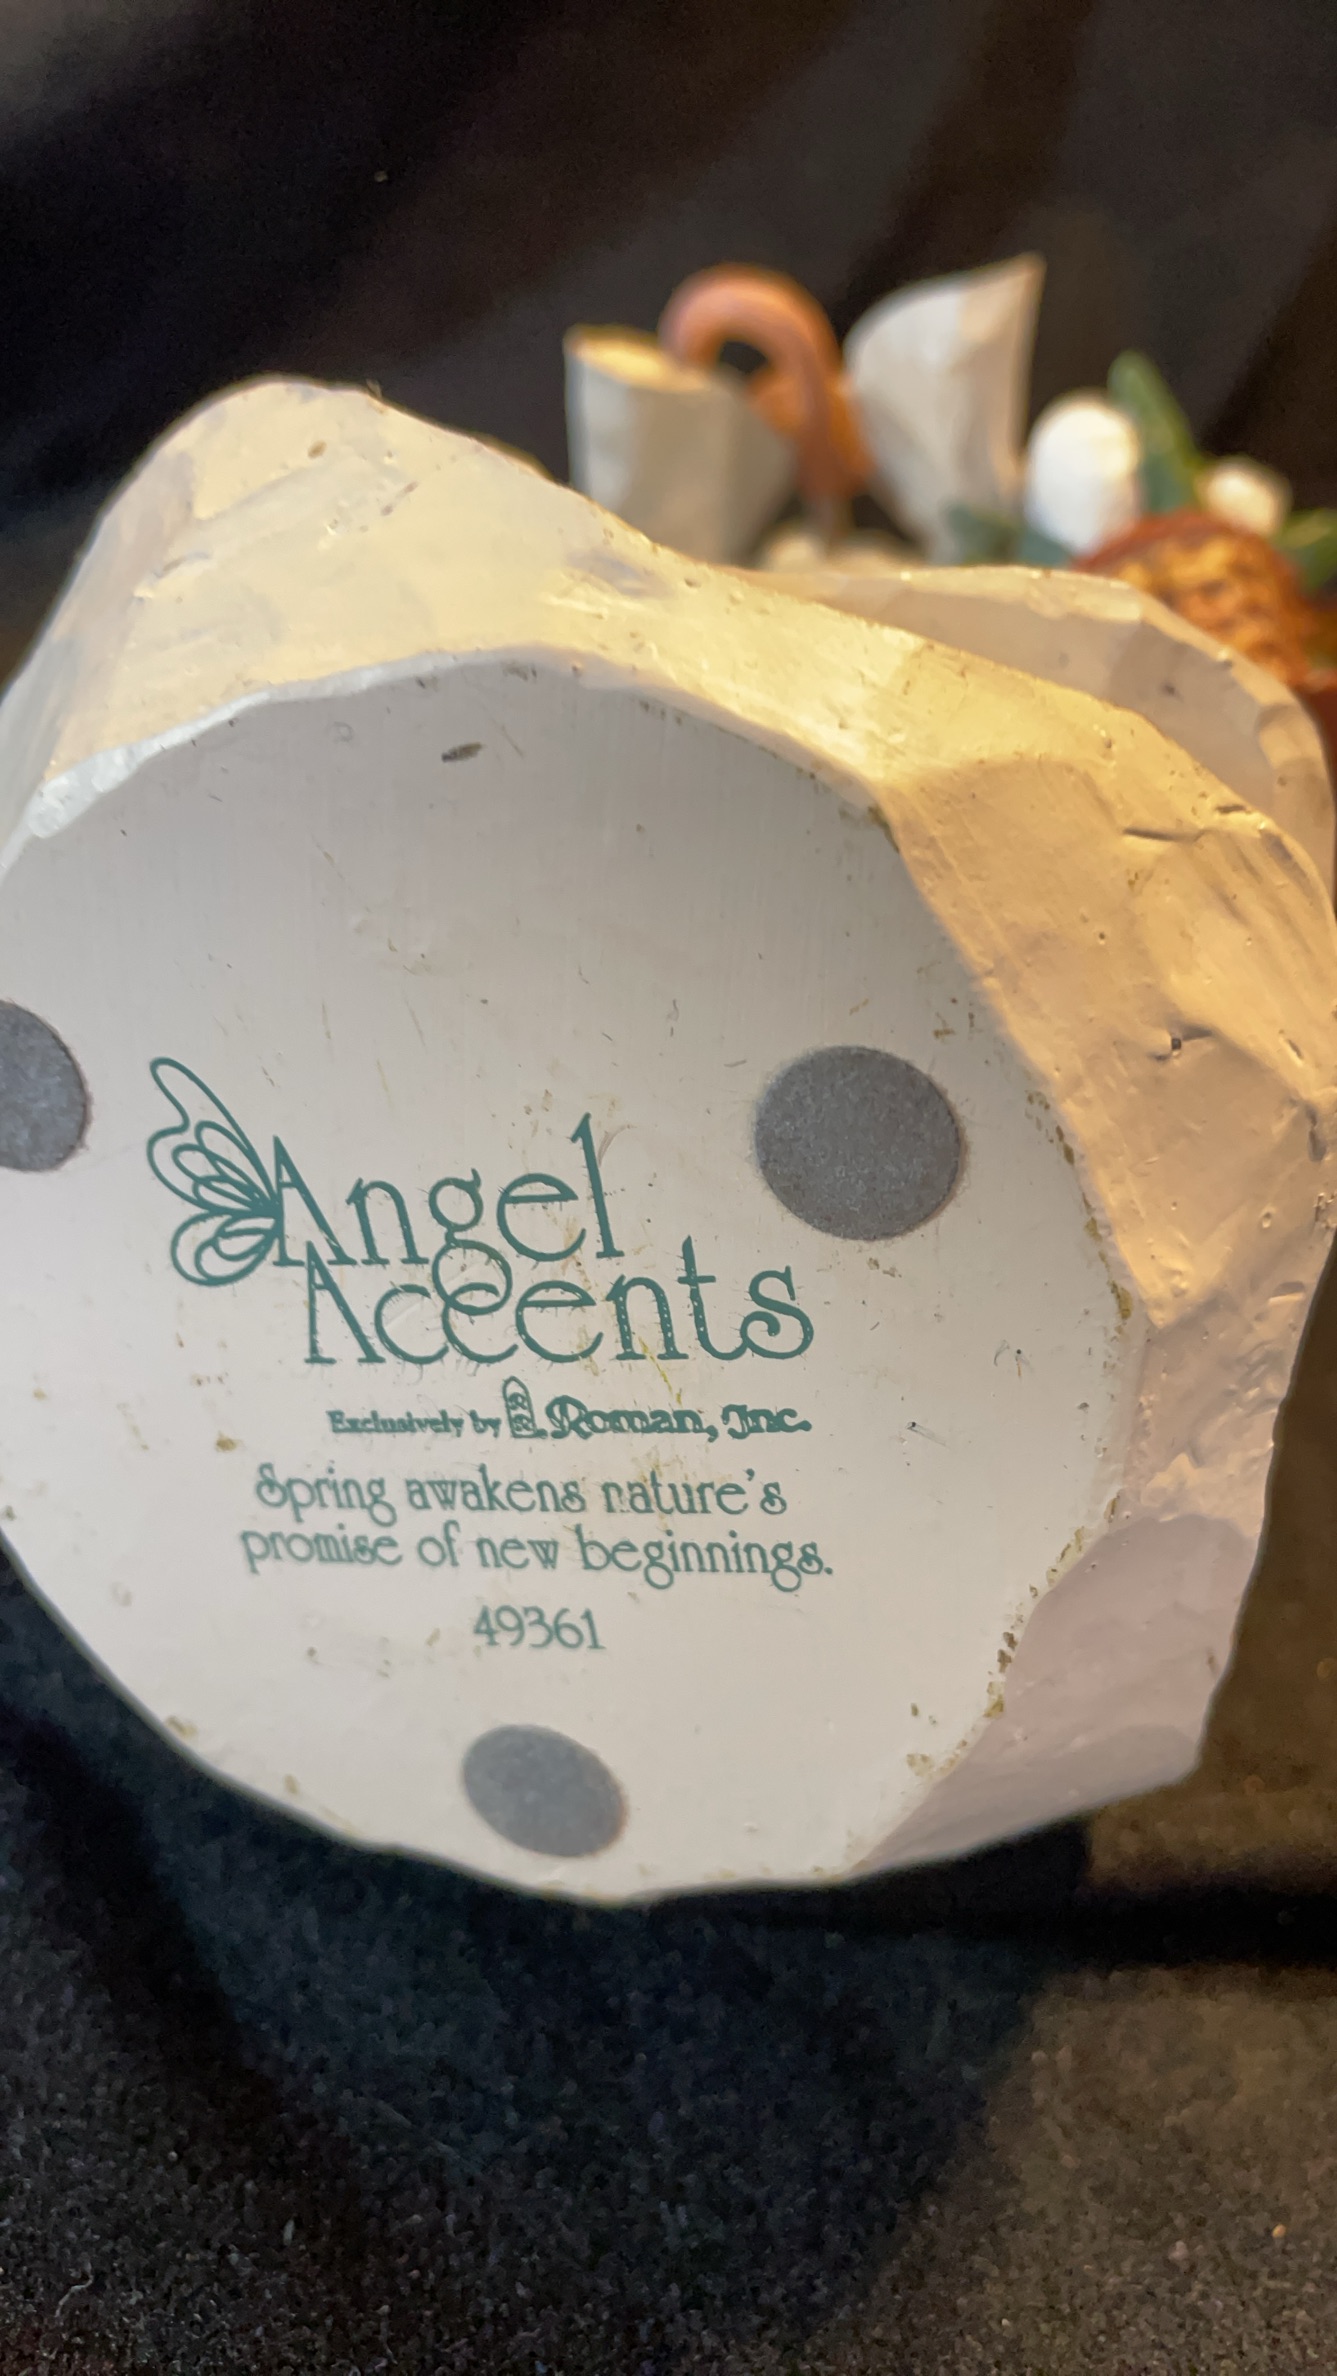 Angel
Accents
Exclusively by Roman, Inc.
Spring awakens nature's
promise of new beginnings.
49361